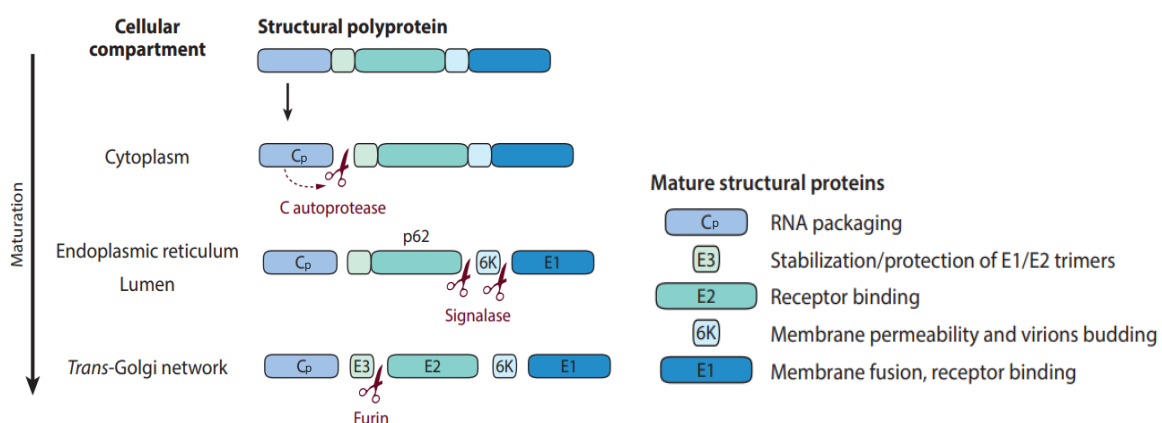 Cellular compartment
Structural polyprotein
Maturation
Cytoplasm
Cp
C autoprotease
Endoplasmic reticulum
Lumen
p62
Cp
6K
E1
Signalase
Trans-Golgi network
Cp
E3
E2
6K
E1
Furin
Mature structural proteins
Cp RNA packaging
E3 Stabilization/protection of E1/E2 trimers
E2 Receptor binding
6K Membrane permeability and virions budding
E1 Membrane fusion, receptor binding